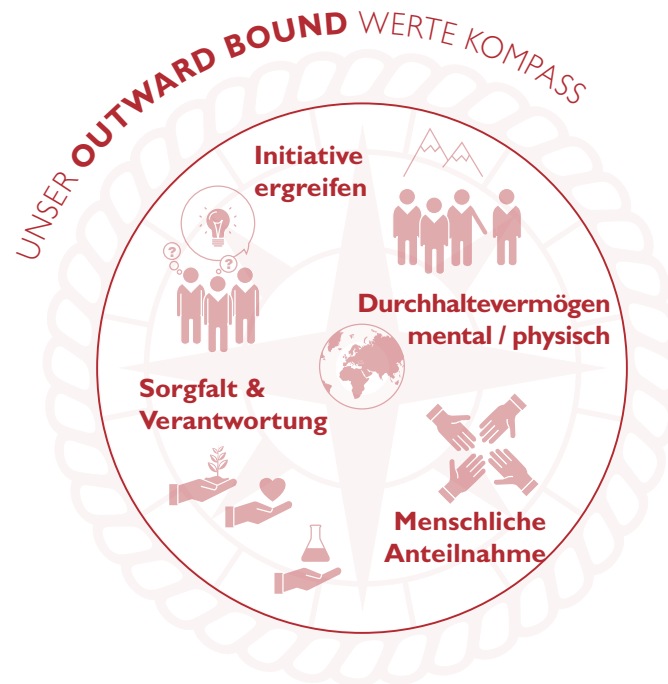 UNSER OUTWARD BOUND WERTE KOMPASS
Initiative
ergreifen
?
?
Durchhaltevermögen
mental / physisch
Sorgfalt &
Verantwortung
Menschliche
Anteilnahme